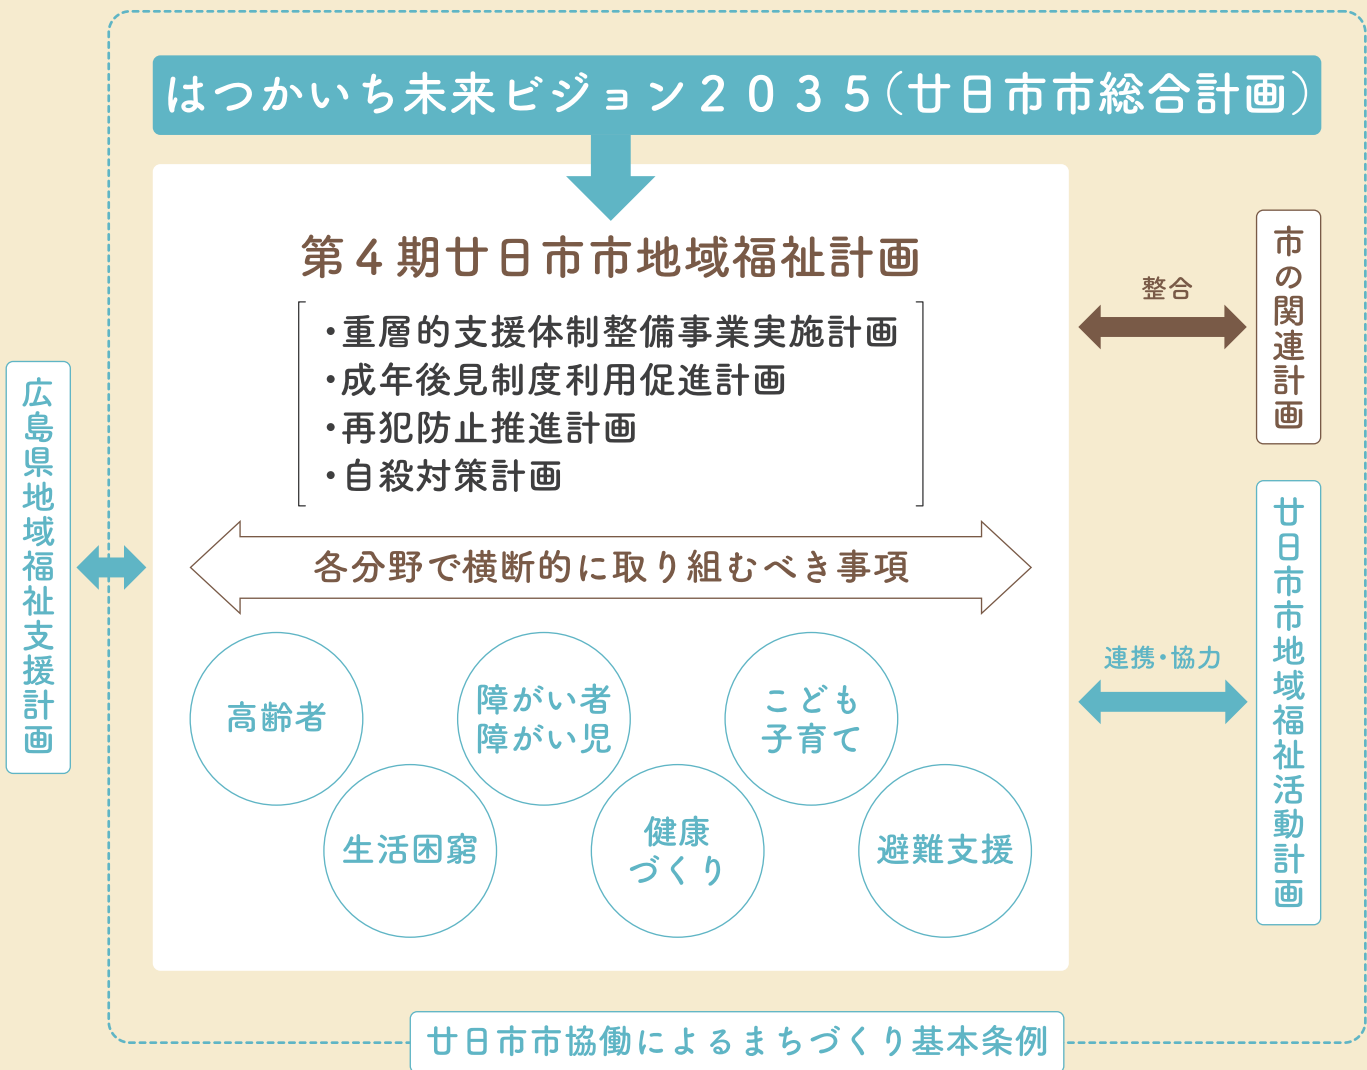 はつかいち未来ビジョン２０３５（廿日市市総合計画）
第４期廿日市市地域福祉計画
・重層的支援体制整備事業実施計画
・成年後見制度利用促進計画
・再犯防止推進計画
・自殺対策計画
各分野で横断的に取り組むべき事項
高齢者
障がい者
障がい児
こども
子育て
生活困窮
健康
づくり
避難支援
広島県地域福祉支援計画
整合
市の関連計画
連携・協力
廿日市市地域福祉活動計画
廿日市市協働によるまちづくり基本条例